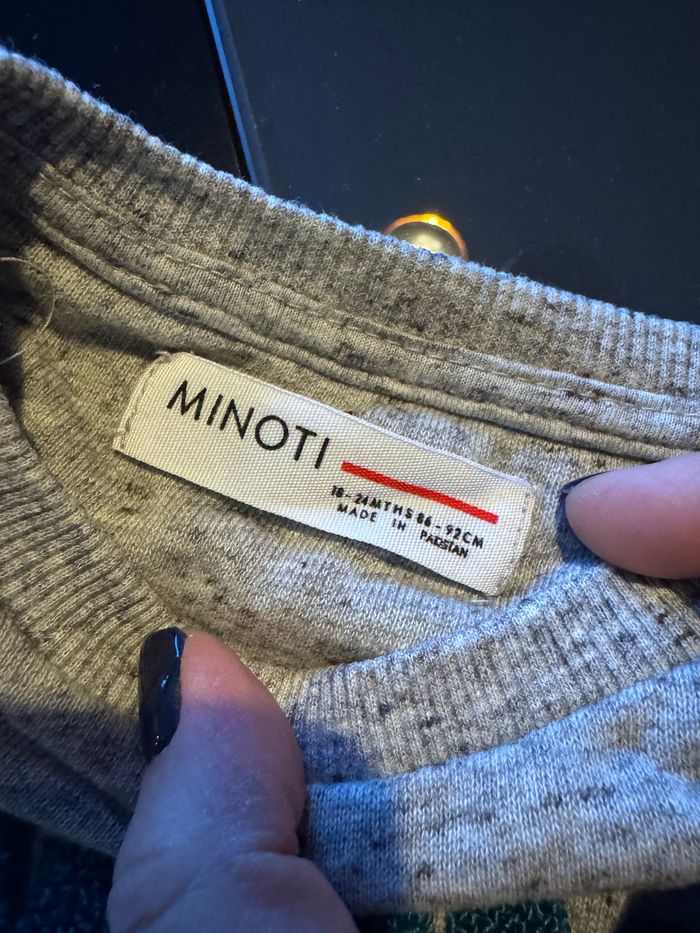 MINOTI
18-24MTHS 86-92CM
MADE IN PAKISTAN